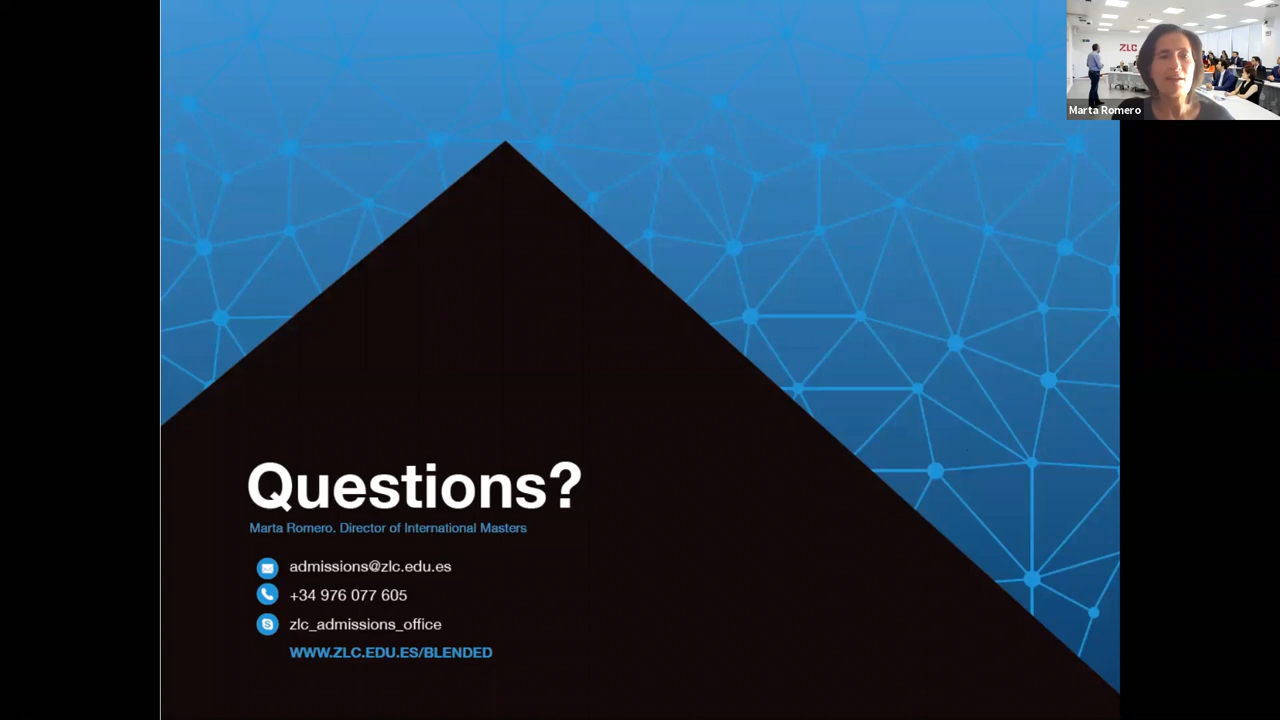 ZLC
Marta Romero
Questions?
Marta Romero. Director of International Masters
admissions@zlc.edu.es
+34 976 077 605
zlc_admissions_office
WWW.ZLC.EDU.ES/BLENDED